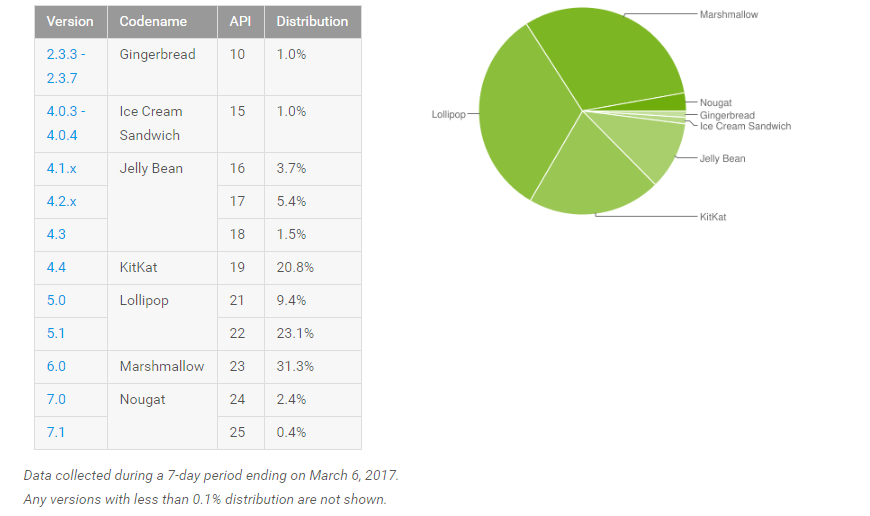 Version Codename API Distribution
2.3.3 - Gingerbread 10 1.0%
2.3.7
4.0.3 - Ice Cream 15 1.0%
4.0.4 Sandwich
4.1.x Jelly Bean 16 3.7%
4.2.x 17 5.4%
4.3 18 1.5%
4.4 KitKat 19 20.8%
5.0 Lollipop 21 9.4%
5.1 22 23.1%
6.0 Marshmallow 23 31.3%
7.0 Nougat 24 2.4%
7.1 25 0.4%
Marshmallow
Nougat
Gingerbread
Ice Cream Sandwich
Lollipop
Jelly Bean
KitKat
Data collected during a 7-day period ending on March 6, 2017.
Any versions with less than 0.1% distribution are not shown.